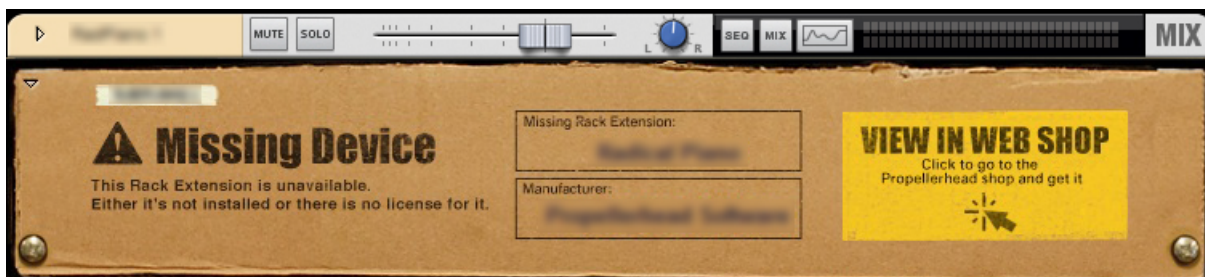 MUTE
SOLO
L
R
SEQ
MIX
MIX
Missing Device
This Rack Extension is unavailable.
Either it's not installed or there is no license for it.
Missing Rack Extension:
Manufacturer:
VIEW IN WEB SHOP
Click to go to the
Propellerhead shop and get it